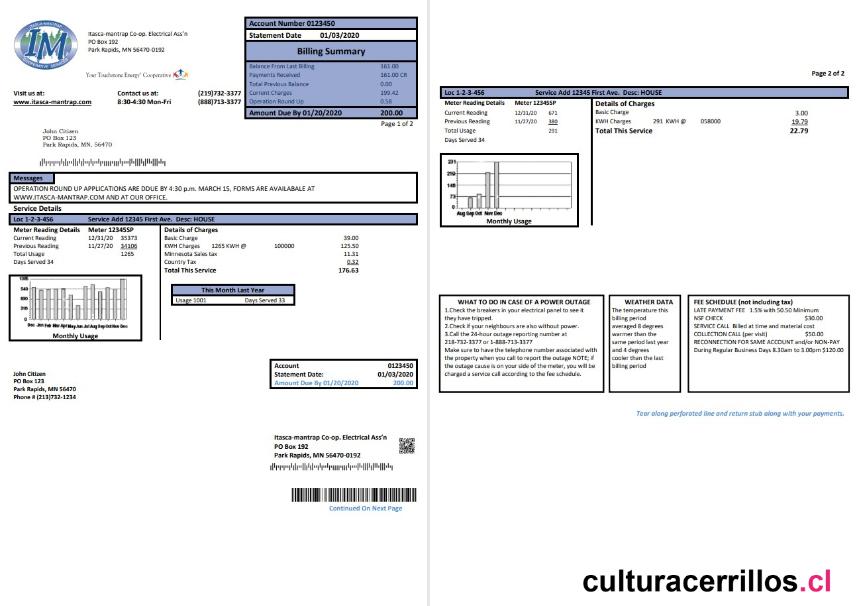 IM
Itasca-mantrap Co-op. Electrical Ass'n
PO Box 192
Park Rapids, MN 56470-0192
Your Touchstone Energy® Cooperative
Visit us at:
www.itasca-mantrap.com
Contact us at:
8:30-4:30 Mon-Fri
(219)732-3377
(888)713-3377
Account Number 0123450
Statement Date 01/03/2020
Billing Summary
Balance From Last Billing 161.00
Payments Received 161.00 CR
Total Previous Balance 0.00
Current Charges 199.42
Operation Round Up 0.58
Amount Due By 01/20/2020 200.00
Page 1 of 2
John Citizen
PO Box 123
Park Rapids, MN, 56470
Messages
OPERATION ROUND UP APPLICATIONS ARE DDUE BY 4:30 p.m. MARCH 15, FORMS ARE AVAILABALE AT
WWW.ITASCA-MANTRAP.COM AND AT OUR OFFICE.
Service Details
Loc 1-2-3-456 Service Add 12345 First Ave. Desc: HOUSE
Meter Reading Details Meter 12345SP
Current Reading 12/31/20 35373
Previous Reading 11/27/20 34106
Total Usage 1265
Days Served 34
Details of Charges
Basic Charge 39.00
KWH Charges 1265 KWH @ 100000 125.50
Minnesota Sales tax 11.31
Country Tax 0.32
Total This Service 176.63
This Month Last Year
Usage 1001 Days Served 33
Dec Jan Feb Mar Apr May Jun Jul Aug Sep Oct Nov Dec
Monthly Usage
John Citizen
PO Box 123
Park Rapids, MN 56470
Phone # (213)732-1234
Account 0123450
Statement Date: 01/03/2020
Amount Due By 01/20/2020 200.00
Itasca-mantrap Co-op. Electrical Ass'n
PO Box 192
Park Rapids, MN 56470-0192
Continued On Next Page
Page 2 of 2
Loc 1-2-3-456 Service Add 12345 First Ave. Desc: HOUSE
Meter Reading Details Meter 12345SP
Current Reading 12/31/20 671
Previous Reading 11/27/20 380
Total Usage 291
Days Served 34
Details of Charges
Basic Charge 3.00
KWH Charges 291 KWH @ 058000 19.79
Total This Service 22.79
231
219
148
73
0
Aug Sep Oct Nov Dec
Monthly Usage
WHAT TO DO IN CASE OF A POWER OUTAGE
1.Check the breakers in your electrical panel to see if
they have tripped.
2.Check if your neighbours are also without power.
3.Call the 24-hour outage reporting number at
218-732-3377 or 1-888-713-3377
Make sure to have the telephone number associated with
the property when you call to report the outage NOTE; if
the outage cause is on your side of the meter, you will be
charged a service call according to the fee schedule.
WEATHER DATA
The temperature this
billing period
averaged 8 degrees
warmer than the
same period last year
and 4 degrees
cooler than the last
billing period
FEE SCHEDULE (not including tax)
LATE PAYMENT FEE 1.5% with 50.50 Minimum
NSF CHECK $30.00
SERVICE CALL Billed at time and material cost
COLLECTION CALL (per visit) $50.00
RECONNECTION FOR SAME ACCOUNT and/or NON-PAY
During Regular Business Days 8.30am to 3.00pm $120.00
Tear along perforated line and return stub along with your payments.
culturacerrillos.cl